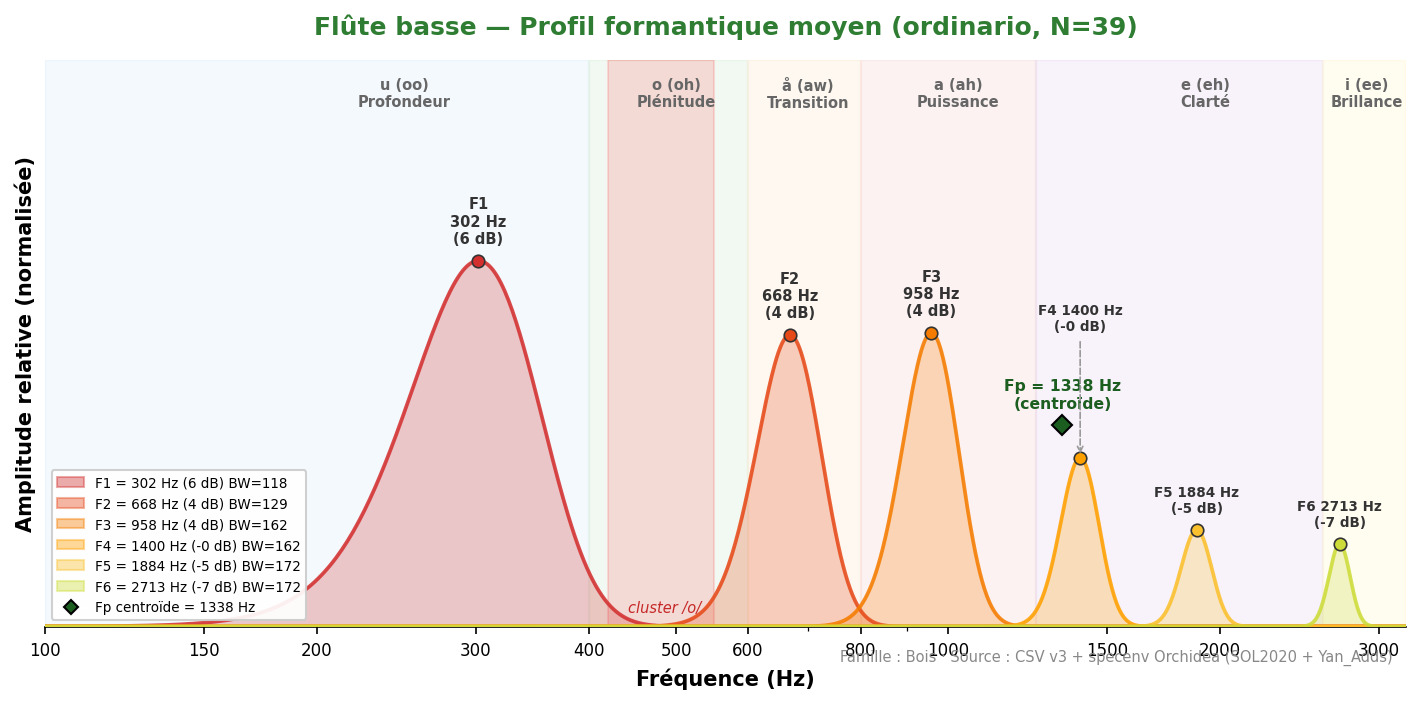 Flûte basse — Profil formantique moyen (ordinario, N=39)
u (oo)
Profondeur
o (oh)
Plénitude
å (aw)
Transition
a (ah)
Puissance
e (eh)
Clarté
i (ee)
Brillance
F1
302 Hz
(6 dB)
F2
668 Hz
(4 dB)
F3
958 Hz
(4 dB)
F4 1400 Hz
(-0 dB)
Fp = 1338 Hz
(centroïde)
F5 1884 Hz
(-5 dB)
F6 2713 Hz
(-7 dB)
cluster /o/
Amplitude relative (normalisée)
F1 = 302 Hz (6 dB) BW=118
F2 = 668 Hz (4 dB) BW=129
F3 = 958 Hz (4 dB) BW=162
F4 = 1400 Hz (-0 dB) BW=162
F5 = 1884 Hz (-5 dB) BW=172
F6 = 2713 Hz (-7 dB) BW=172
Fp centroïde = 1338 Hz
100 150 200 300 400 500 600 800 1000 1500 2000 3000
Famille : Bois · Source : CSV v3 + specenv Orchidea (SOL2020 + Yan_Adds)
Fréquence (Hz)